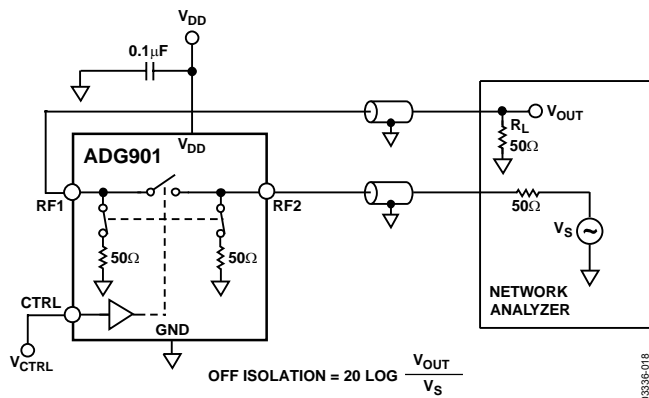 VDD
0.1µF
VDD
ADG901
RF1
RF2
50Ω
50Ω
CTRL
VCTRL
GND
VOUT
RL
50Ω
50Ω
VS
~
NETWORK
ANALYZER
OFF ISOLATION = 20 LOG VOUT / VS
13336-018